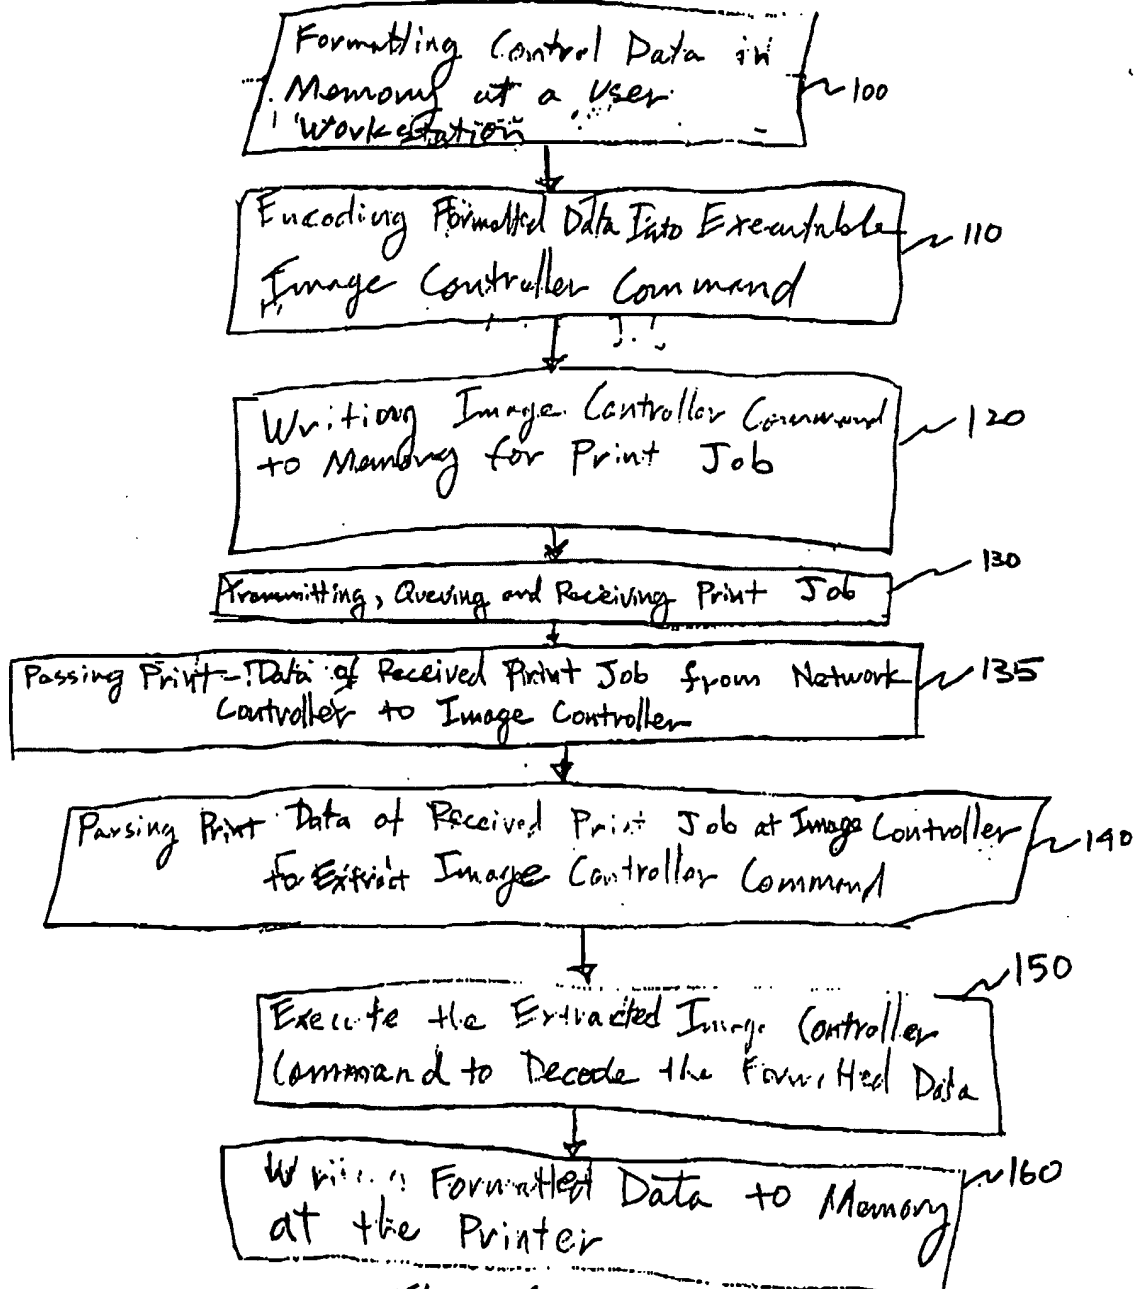 Formatting Control Data in
Memory at a User
Workstation
100
Encoding Formatted Data Into Executable
Image Controller Command
110
Writing Image Controller Command
to Memory for Print Job
120
Transmitting, Queuing and Receiving Print Job
130
Passing Print Data of Received Print Job from Network
Controller to Image Controller
135
Parsing Print Data of Received Print Job at Image Controller
to Extract Image Controller Command
140
Execute the Extracted Image Controller
Command to Decode the Formatted Data
150
Formatted Data to Memory
at the Printer
160